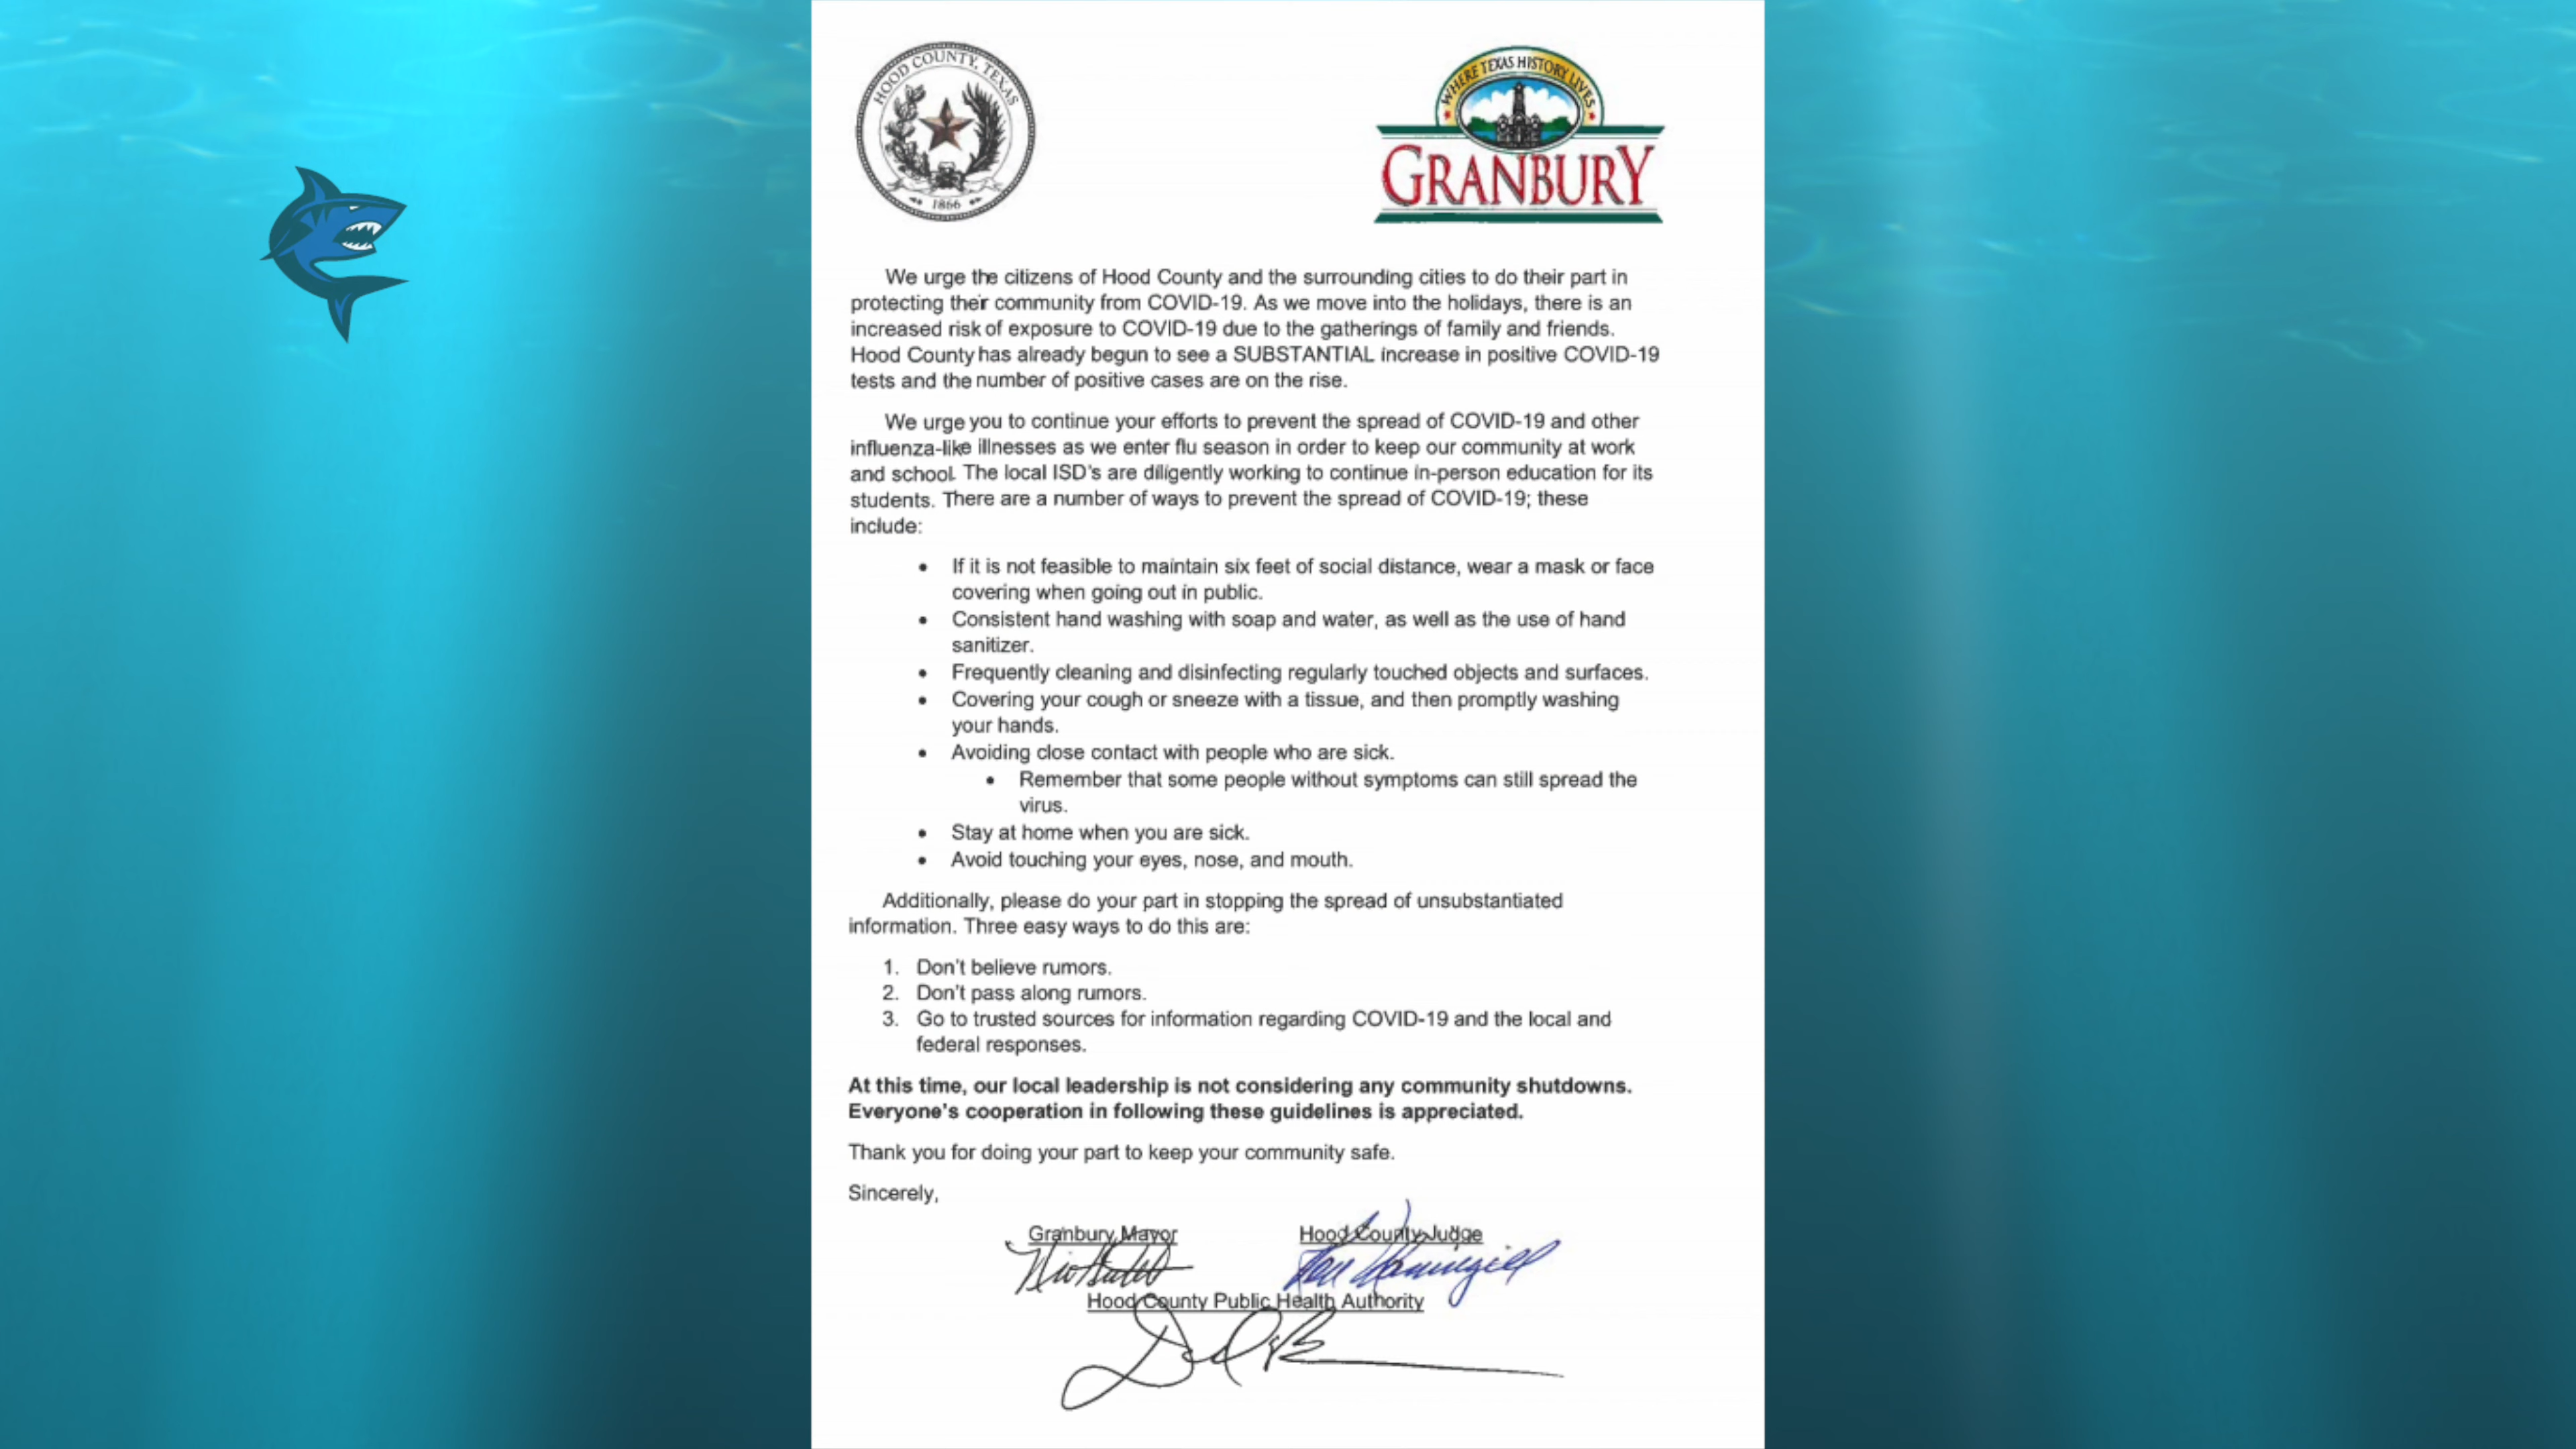 HOOD COUNTY, TEXAS
1866
WHERE TEXAS HISTORY LIVES
GRANBURY
We urge the citizens of Hood County and the surrounding cities to do their part in
protecting their community from COVID-19. As we move into the holidays, there is an
increased risk of exposure to COVID-19 due to the gatherings of family and friends.
Hood County has already begun to see a SUBSTANTIAL increase in positive COVID-19
tests and the number of positive cases are on the rise.
We urge you to continue your efforts to prevent the spread of COVID-19 and other
influenza-like illnesses as we enter flu season in order to keep our community at work
and school. The local ISD's are diligently working to continue in-person education for its
students. There are a number of ways to prevent the spread of COVID-19; these
include:
• If it is not feasible to maintain six feet of social distance, wear a mask or face
covering when going out in public.
• Consistent hand washing with soap and water, as well as the use of hand
sanitizer.
• Frequently cleaning and disinfecting regularly touched objects and surfaces.
• Covering your cough or sneeze with a tissue, and then promptly washing
your hands.
• Avoiding close contact with people who are sick.
• Remember that some people without symptoms can still spread the
virus.
• Stay at home when you are sick.
• Avoid touching your eyes, nose, and mouth.
Additionally, please do your part in stopping the spread of unsubstantiated
information. Three easy ways to do this are:
1. Don't believe rumors.
2. Don't pass along rumors.
3. Go to trusted sources for information regarding COVID-19 and the local and
federal responses.
At this time, our local leadership is not considering any community shutdowns.
Everyone's cooperation in following these guidelines is appreciated.
Thank you for doing your part to keep your community safe.
Sincerely,
Granbury Mayor
Hood County Judge
Hood County Public Health Authority